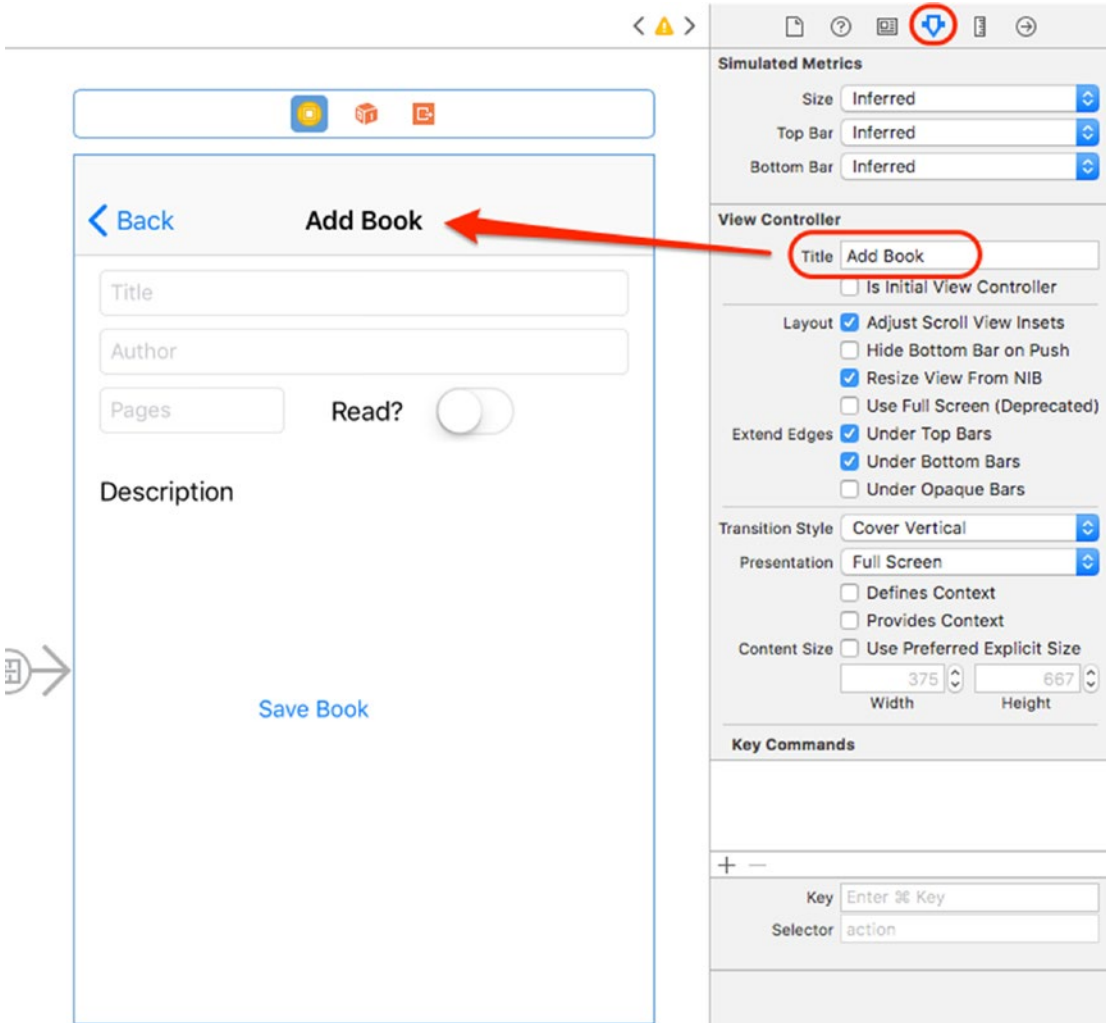 Simulated Metrics
Size Inferred
Top Bar Inferred
Bottom Bar Inferred
Back Add Book
Title
Author
Pages Read?
Description
Save Book
View Controller
Title Add Book
Is Initial View Controller
Layout Adjust Scroll View Insets
Hide Bottom Bar on Push
Resize View From NIB
Use Full Screen (Deprecated)
Extend Edges Under Top Bars
Under Bottom Bars
Under Opaque Bars
Transition Style Cover Vertical
Presentation Full Screen
Defines Context
Provides Context
Content Size Use Preferred Explicit Size
375 667
Width Height
Key Commands
Key Enter ⌘ Key
Selector action